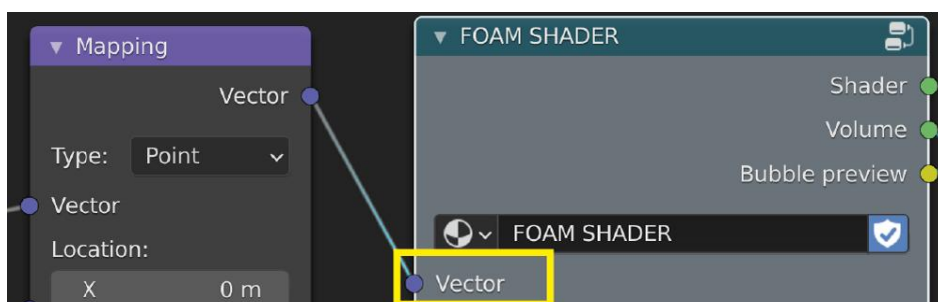 Mapping
Vector
Type: Point
Vector
Location:
X 0 m
FOAM SHADER
Shader
Volume
Bubble preview
FOAM SHADER
Vector